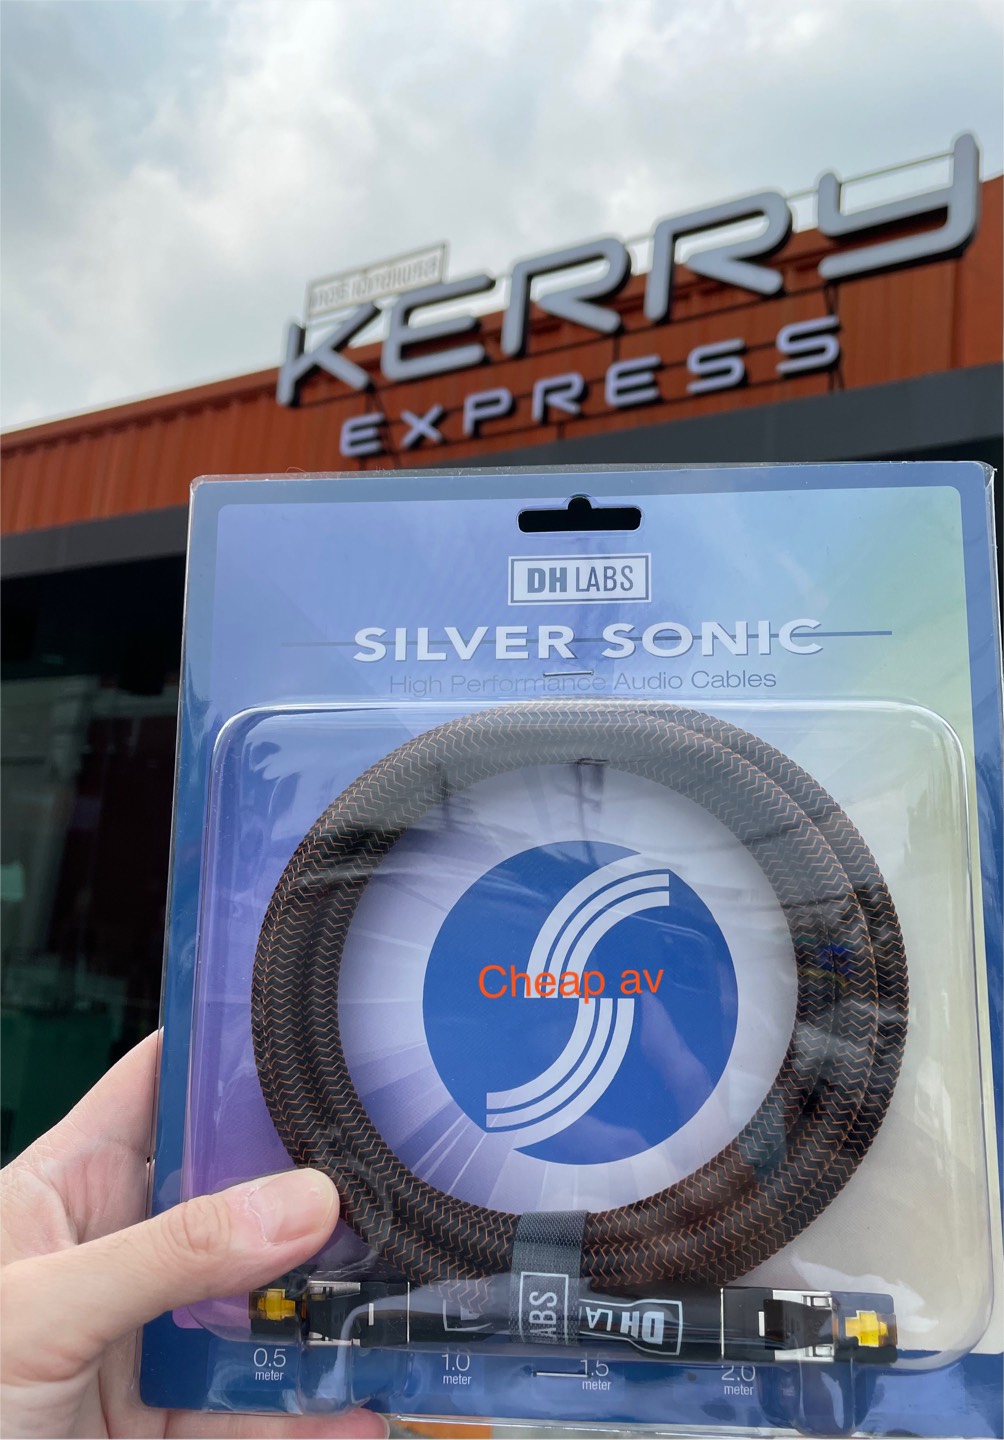 KERRY
EXPRESS
DH LABS
SILVER SONIC
High Performance Audio Cables
Cheap av
LABS
DH LA
0.5
meter
1.0
meter
1.5
meter
2.0
meter